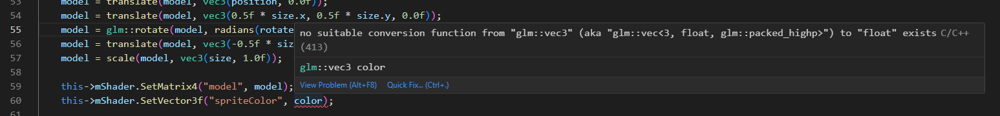 53 model = translate(model, vec3(position, 0.0f));
54 model = translate(model, vec3(0.5f * size.x, 0.5f * size.y, 0.0f));
55 model = glm::rotate(model, radians(rotate
no suitable conversion function from "glm::vec3" (aka "glm::vec<3, float, glm::packed_highp>") to "float" exists C/C++
56 model = translate(model, vec3(-0.5f * siz
(413)
57 model = scale(model, vec3(size, 1.0f));
glm::vec3 color
58
View Problem (Alt+F8) Quick Fix... (Ctrl+.)
59 this->mShader.SetMatrix4("model", model);
60 this->mShader.SetVector3f("spriteColor", color);
61